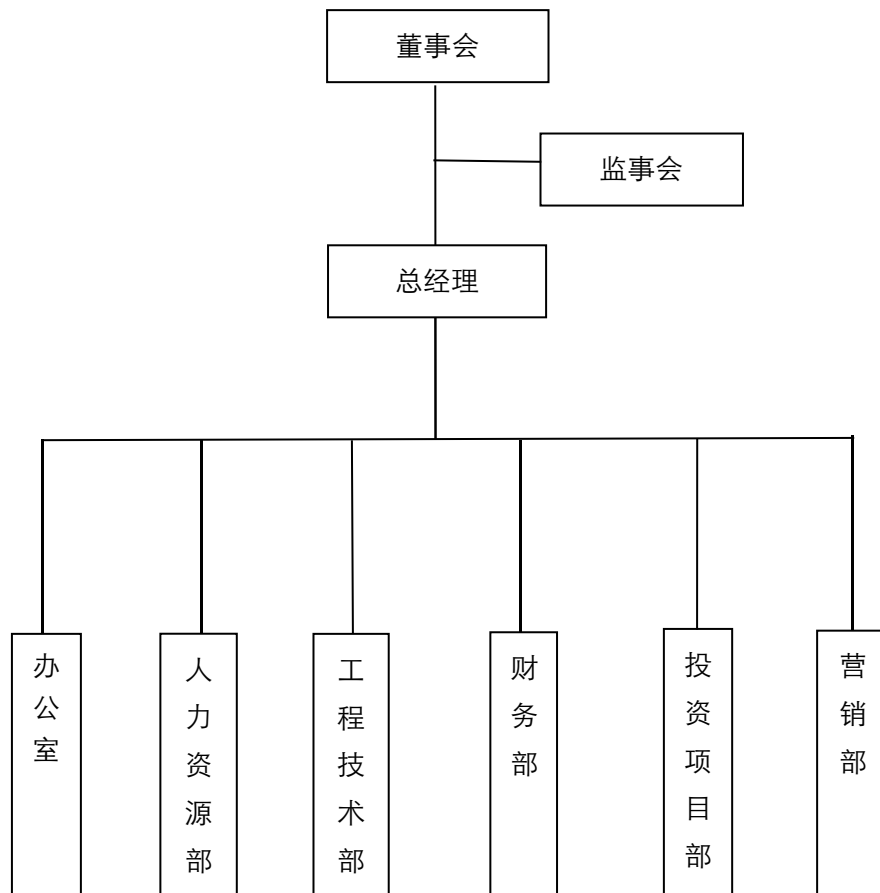 董事会
监事会
总经理
办公室
人力资源部
工程技术部
财务部
投资项目部
营销部